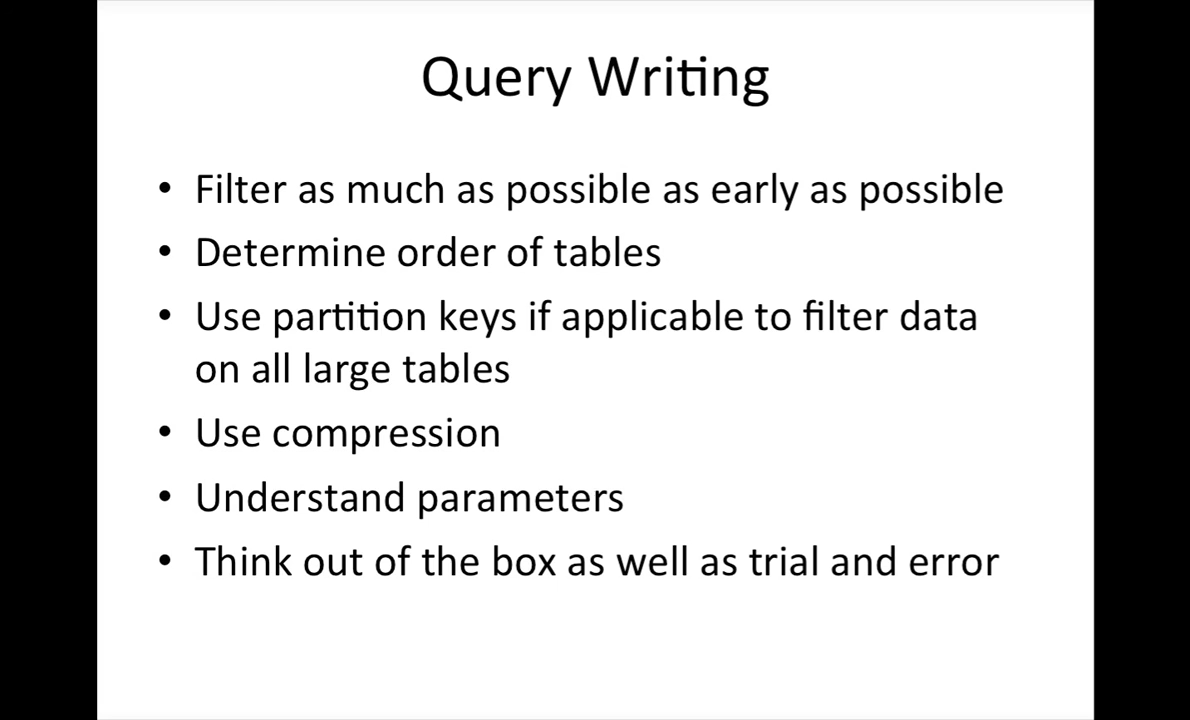 Query Writing
• Filter as much as possible as early as possible
• Determine order of tables
• Use partition keys if applicable to filter data
on all large tables
• Use compression
• Understand parameters
• Think out of the box as well as trial and error